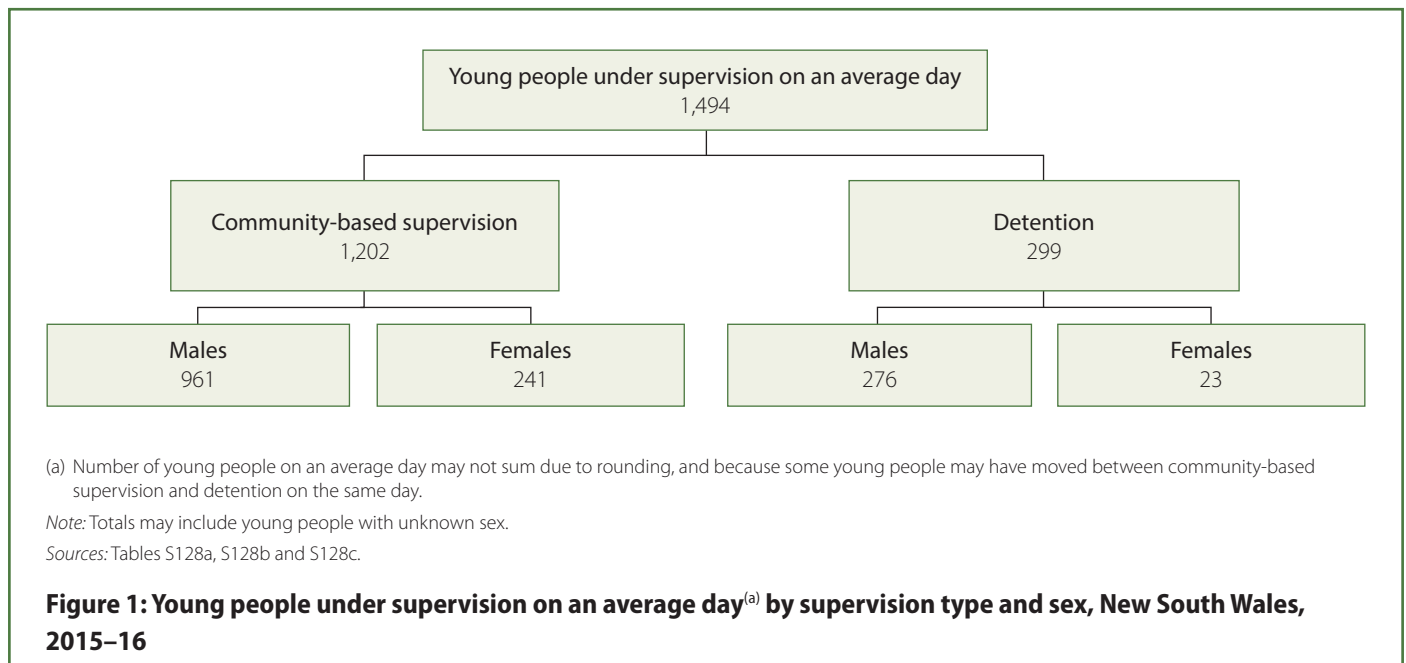 Young people under supervision on an average day
1,494
Community-based supervision
1,202
Detention
299
Males
961
Females
241
Males
276
Females
23
(a) Number of young people on an average day may not sum due to rounding, and because some young people may have moved between community-based
supervision and detention on the same day.
Note: Totals may include young people with unknown sex.
Sources: Tables S128a, S128b and S128c.
Figure 1: Young people under supervision on an average day(a) by supervision type and sex, New South Wales,
2015–16